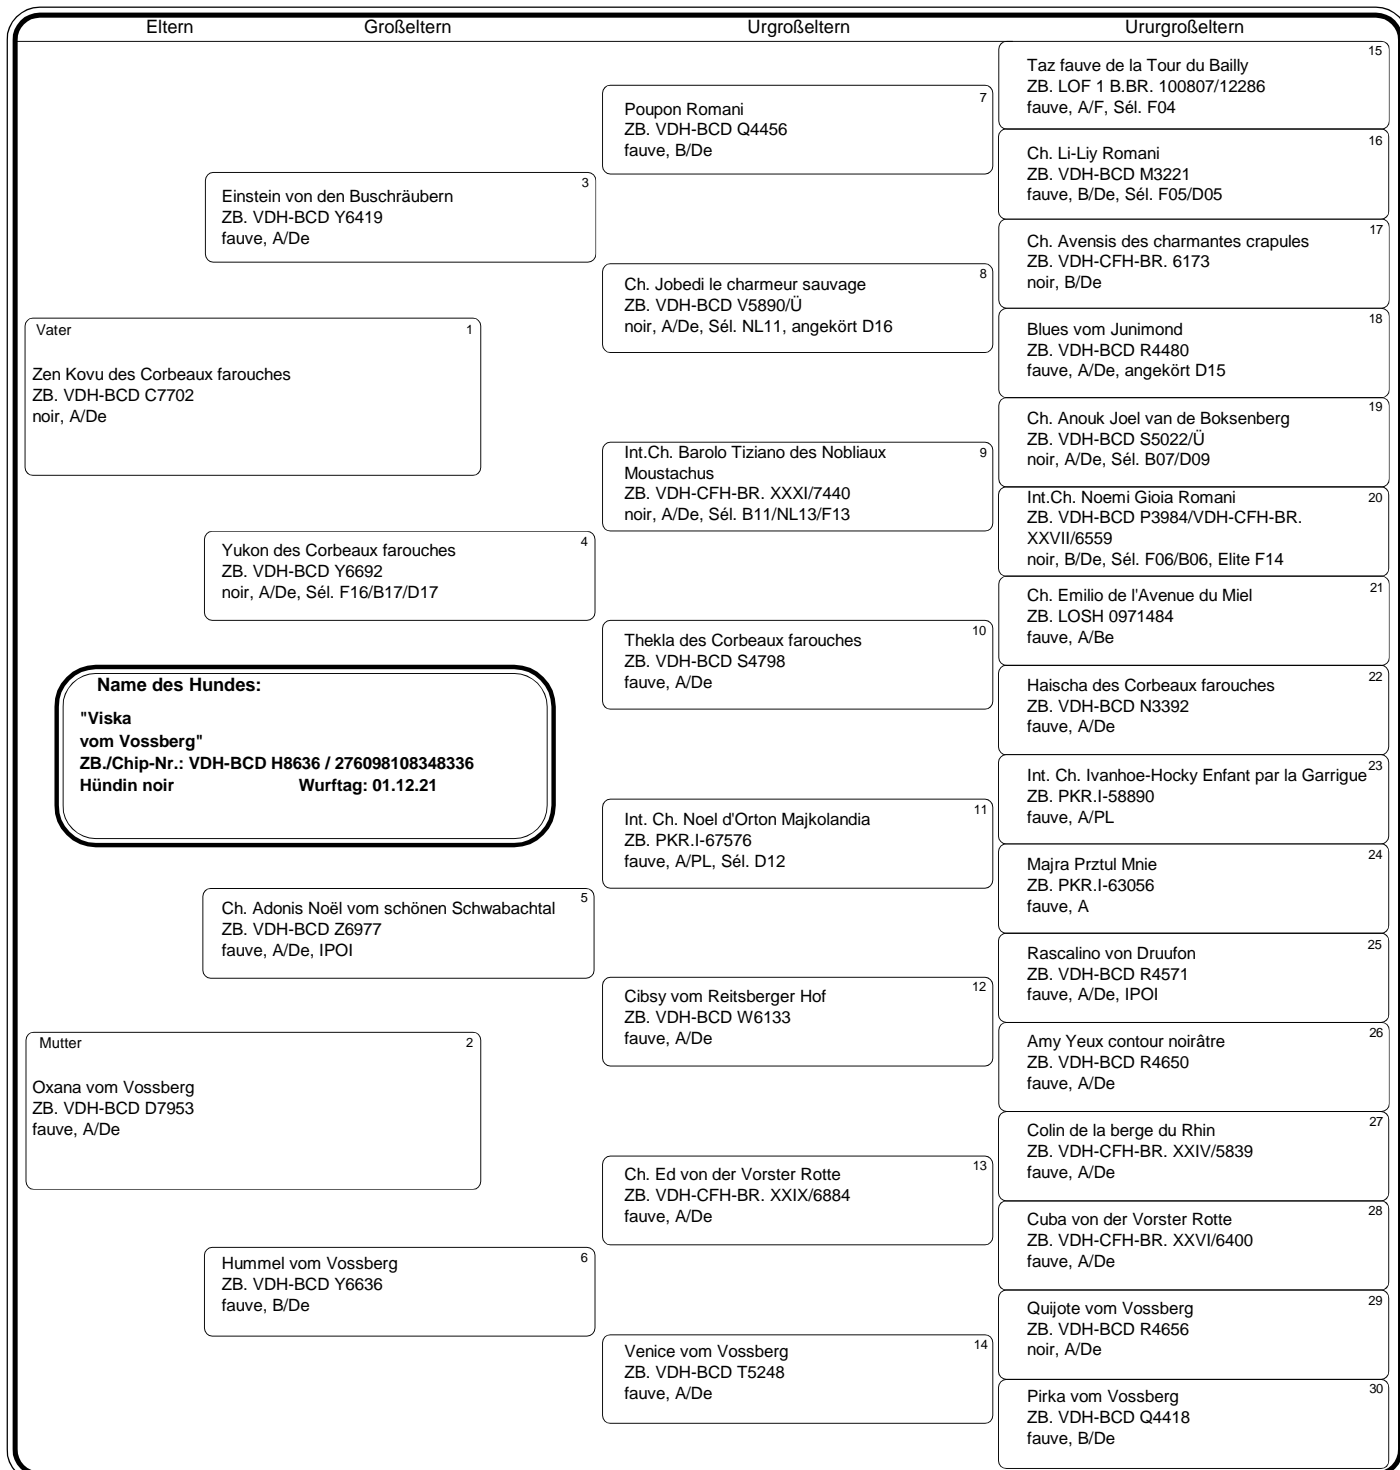 Eltern Großeltern Urgroßeltern Ururgroßeltern
Vater 1
Zen Kovu des Corbeaux farouches
ZB. VDH-BCD C7702
noir, A/De
Mutter 2
Oxana vom Vossberg
ZB. VDH-BCD D7953
fauve, A/De
Name des Hundes:
"Viska
vom Vossberg"
ZB./Chip-Nr.: VDH-BCD H8636 / 276098108348336
Hündin noir Wurftag: 01.12.21
3
Einstein von den Buschräubern
ZB. VDH-BCD Y6419
fauve, A/De
4
Yukon des Corbeaux farouches
ZB. VDH-BCD Y6692
noir, A/De, Sél. F16/B17/D17
5
Ch. Adonis Noël vom schönen Schwabachtal
ZB. VDH-BCD Z6977
fauve, A/De, IPOI
6
Hummel vom Vossberg
ZB. VDH-BCD Y6636
fauve, B/De
7
Poupon Romani
ZB. VDH-BCD Q4456
fauve, B/De
8
Ch. Jobedi le charmeur sauvage
ZB. VDH-BCD V5890/Ü
noir, A/De, Sél. NL11, angekört D16
9
Int.Ch. Barolo Tiziano des Nobliaux
Moustachus
ZB. VDH-CFH-BR. XXXI/7440
noir, A/De, Sél. B11/NL13/F13
10
Thekla des Corbeaux farouches
ZB. VDH-BCD S4798
fauve, A/De
11
Int. Ch. Noel d'Orton Majkolandia
ZB. PKR.I-67576
fauve, A/PL, Sél. D12
12
Cibsy vom Reitsberger Hof
ZB. VDH-BCD W6133
fauve, A/De
13
Ch. Ed von der Vorster Rotte
ZB. VDH-CFH-BR. XXIX/6884
fauve, A/De
14
Venice vom Vossberg
ZB. VDH-BCD T5248
fauve, A/De
15
Taz fauve de la Tour du Bailly
ZB. LOF 1 B.BR. 100807/12286
fauve, A/F, Sél. F04
16
Ch. Li-Liy Romani
ZB. VDH-BCD M3221
fauve, B/De, Sél. F05/D05
17
Ch. Avensis des charmantes crapules
ZB. VDH-CFH-BR. 6173
noir, B/De
18
Blues vom Junimond
ZB. VDH-BCD R4480
fauve, A/De, angekört D15
19
Ch. Anouk Joel van de Boksenberg
ZB. VDH-BCD S5022/Ü
noir, A/De, Sél. B07/D09
20
Int.Ch. Noemi Gioia Romani
ZB. VDH-BCD P3984/VDH-CFH-BR.
XXVII/6559
noir, B/De, Sél. F06/B06, Elite F14
21
Ch. Emilio de l'Avenue du Miel
ZB. LOSH 0971484
fauve, A/Be
22
Haischa des Corbeaux farouches
ZB. VDH-BCD N3392
fauve, A/De
23
Int. Ch. Ivanhoe-Hocky Enfant par la Garrigue
ZB. PKR.I-58890
fauve, A/PL
24
Majra Prztul Mnie
ZB. PKR.I-63056
fauve, A
25
Rascalino von Druufon
ZB. VDH-BCD R4571
fauve, A/De, IPOI
26
Amy Yeux contour noirâtre
ZB. VDH-BCD R4650
fauve, A/De
27
Colin de la berge du Rhin
ZB. VDH-CFH-BR. XXIV/5839
fauve, A/De
28
Cuba von der Vorster Rotte
ZB. VDH-CFH-BR. XXVI/6400
fauve, A/De
29
Quijote vom Vossberg
ZB. VDH-BCD R4656
noir, A/De
30
Pirka vom Vossberg
ZB. VDH-BCD Q4418
fauve, B/De